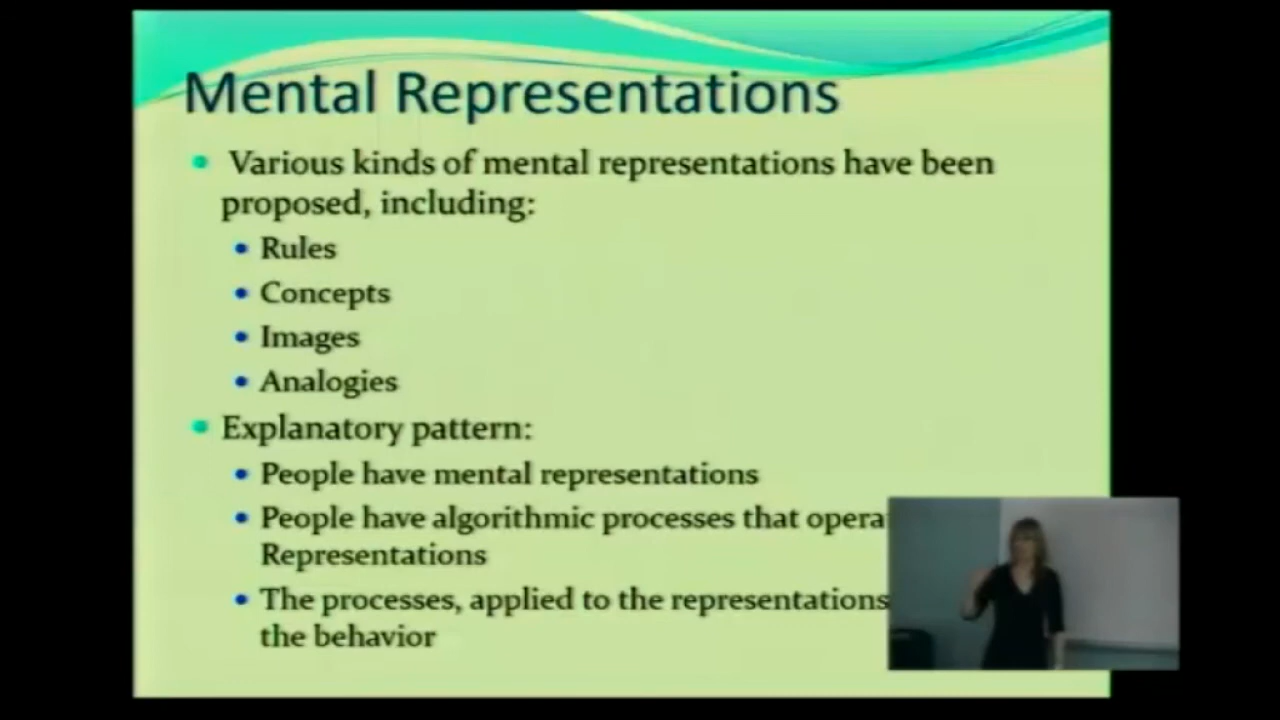 Mental Representations
Various kinds of mental representations have been
proposed, including:
Rules
Concepts
Images
Analogies
Explanatory pattern:
People have mental representations
People have algorithmic processes that opera
Representations
The processes, applied to the representations
the behavior